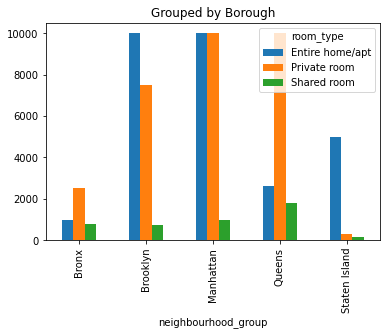 Grouped by Borough
room_type
Entire home/apt
Private room
Shared room
10000
8000
6000
4000
2000
0
Bronx
Brooklyn
Manhattan
Queens
Staten Island
neighbourhood_group